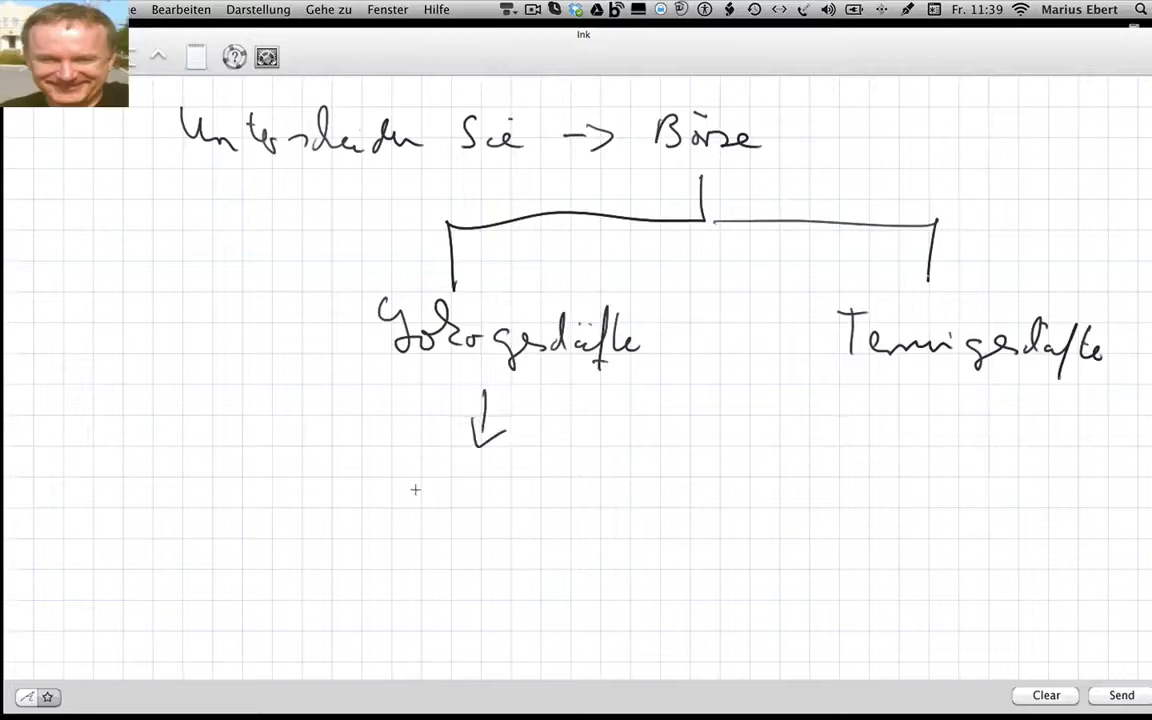 Bearbeiten Darstellung Gehe zu Fenster Hilfe Fr. 11:39 Marius Ebert
Ink
Unterscheiden Sie -> Börse
Kassageschäfte Termingeschäfte
Clear Send